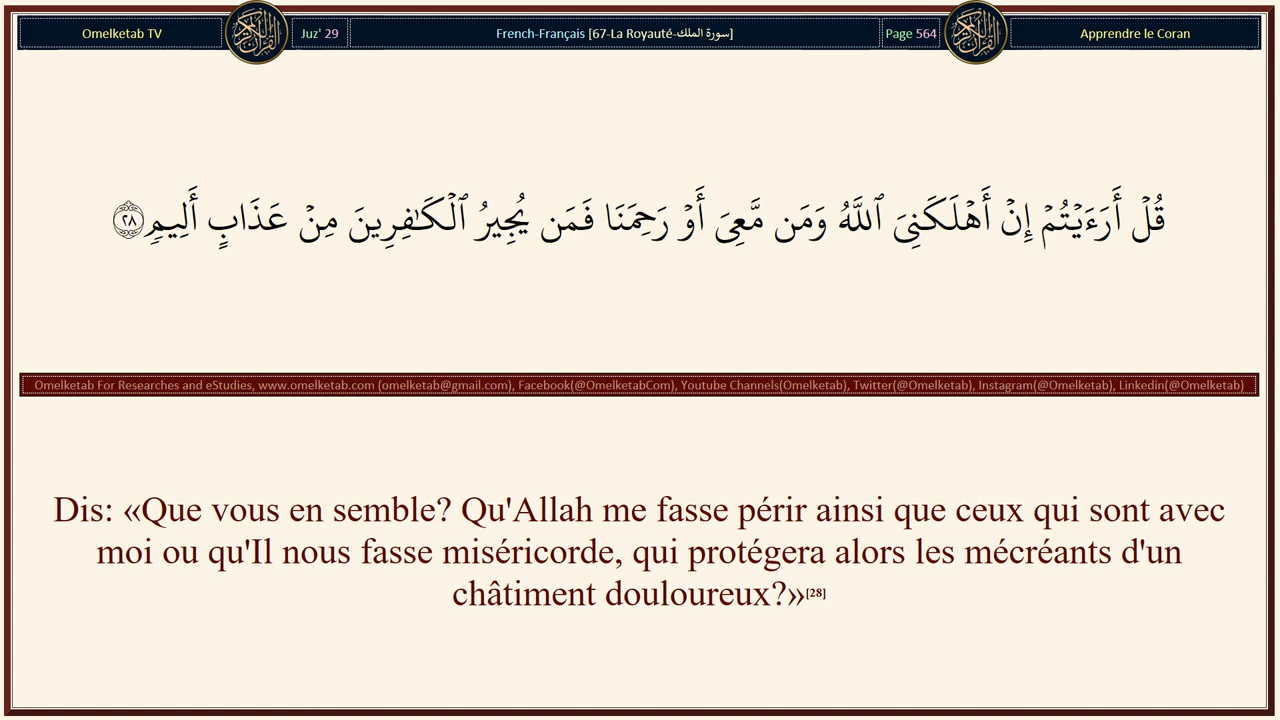 Omelketab TV
Juz' 29
French-Français [67-La Royauté-سورة الملك]
Page 564
Apprendre le Coran
قُلۡ أَرَءَيۡتُمۡ إِنۡ أَهۡلَكَنِىَ ٱللَّهُ وَمَن مَّعِىَ أَوۡ رَحِمَنَا فَمَن يُجِيرُ ٱلۡكَـٰفِرِينَ مِنۡ عَذَابٍ أَلِيمٍ۬ ٢٨
Omelketab For Researches and eStudies, www.omelketab.com (omelketab@gmail.com), Facebook(@OmelketabCom), Youtube Channels(Omelketab), Twitter(@Omelketab), Instagram(@Omelketab), Linkedin(@Omelketab)
Dis: «Que vous en semble? Qu'Allah me fasse périr ainsi que ceux qui sont avec
moi ou qu'Il nous fasse miséricorde, qui protégera alors les mécréants d'un
châtiment douloureux?»[28]